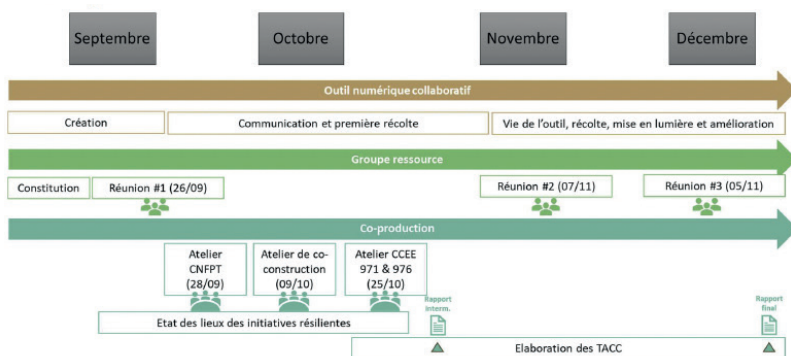 Septembre
Octobre
Novembre
Décembre
Outil numérique collaboratif
Création
Communication et première récolte
Vie de l'outil, récolte, mise en lumière et amélioration
Groupe ressource
Constitution
Réunion #1 (26/09)
Réunion #2 (07/11)
Réunion #3 (05/11)
Co-production
Atelier
CNFPT
(28/09)
Atelier de co-
construction
(09/10)
Atelier CCEE
971 & 976
(25/10)
Rapport
interm.
Rapport
final
Etat des lieux des initiatives résilientes
Elaboration des TACC